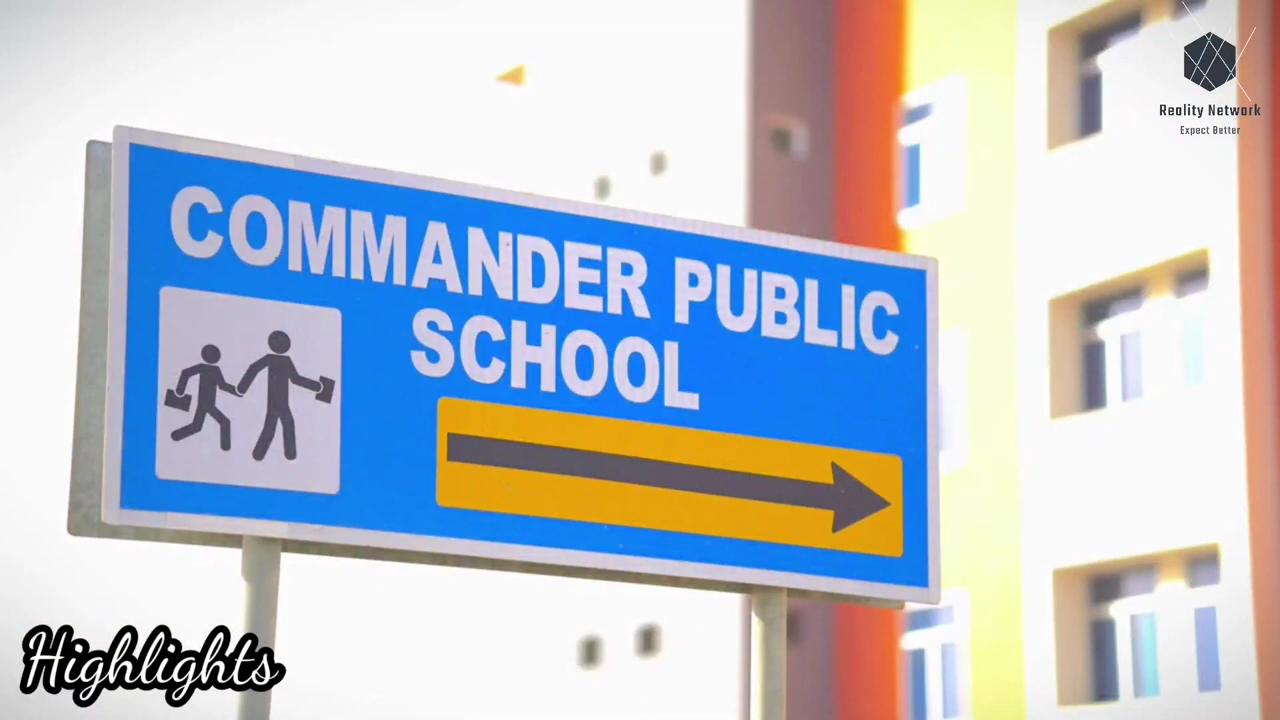 COMMANDER PUBLIC
SCHOOL
Reality Network
Expect Better
Highlights